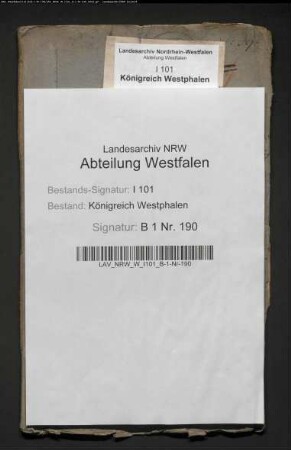 Landesarchiv Nordrhein-Westfalen
Abteilung Westfalen
I 101
Königreich Westphalen
Landesarchiv NRW
Abteilung Westfalen
Bestands-Signatur: I 101
Bestand: Königreich Westphalen
Signatur: B 1 Nr. 190
LAV_NRW_W_I101_B-1-Nr-190